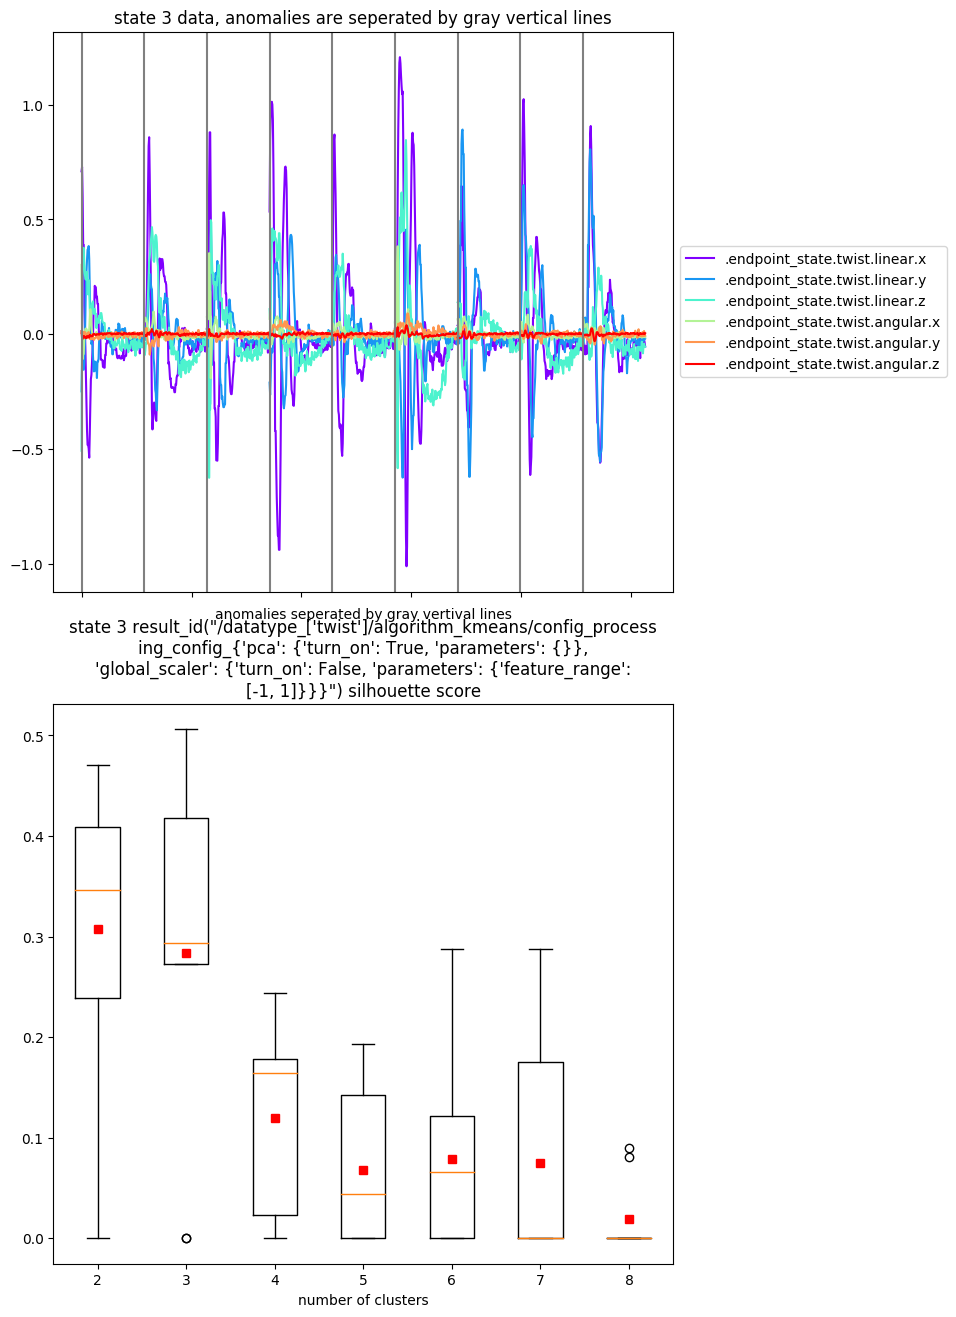 state 3 data, anomalies are seperated by gray vertical lines
1.0
0.5
0.0
−0.5
−1.0
.endpoint_state.twist.linear.x
.endpoint_state.twist.linear.y
.endpoint_state.twist.linear.z
.endpoint_state.twist.angular.x
.endpoint_state.twist.angular.y
.endpoint_state.twist.angular.z
anomalies seperated by gray vertival lines
state 3 result_id("/datatype_['twist']/algorithm_kmeans/config_process
ing_config_{'pca': {'turn_on': True, 'parameters': {}},
'global_scaler': {'turn_on': False, 'parameters': {'feature_range':
[-1, 1]}}}") silhouette score
0.5
0.4
0.3
0.2
0.1
0.0
2 3 4 5 6 7 8
number of clusters